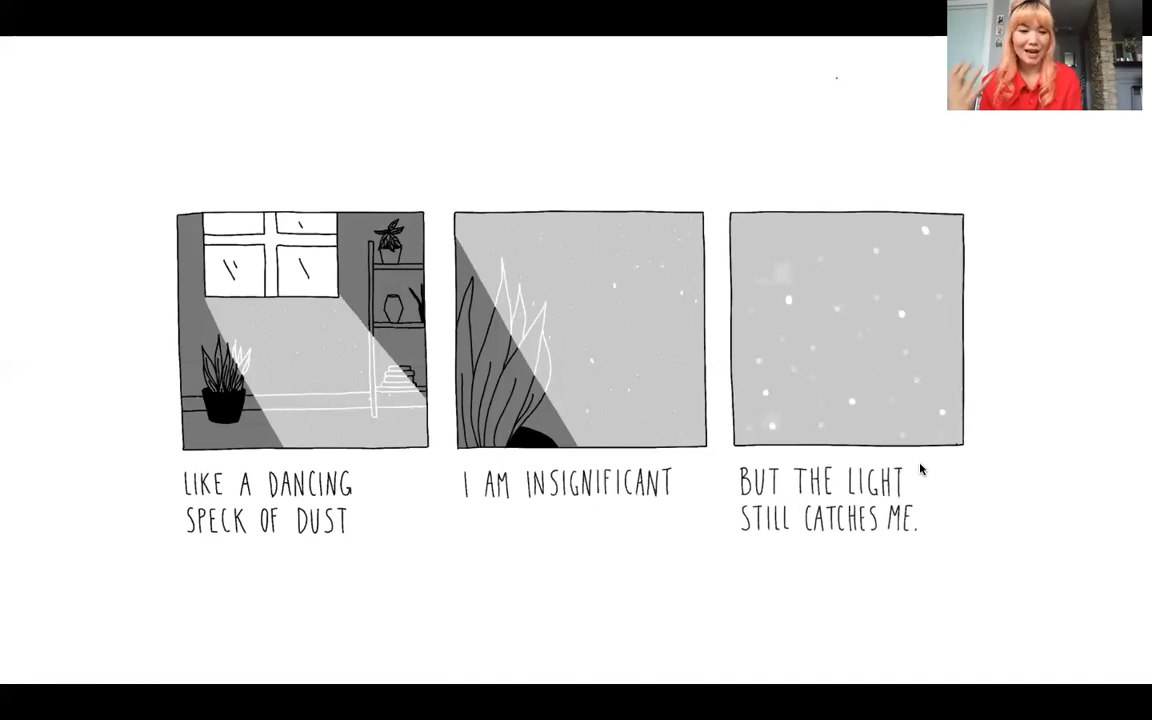 LIKE A DANCING
SPECK OF DUST
I AM INSIGNIFICANT
BUT THE LIGHT
STILL CATCHES ME.